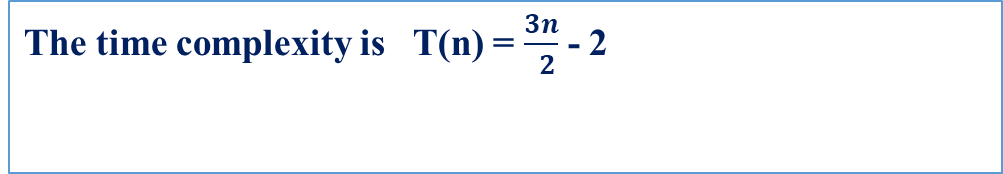 The time complexity is T(n) = 3n/2 - 2